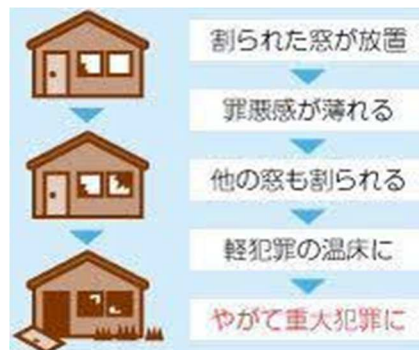 割られた窓が放置
罪悪感が薄れる
他の窓も割られる
軽犯罪の温床に
やがて重大犯罪に